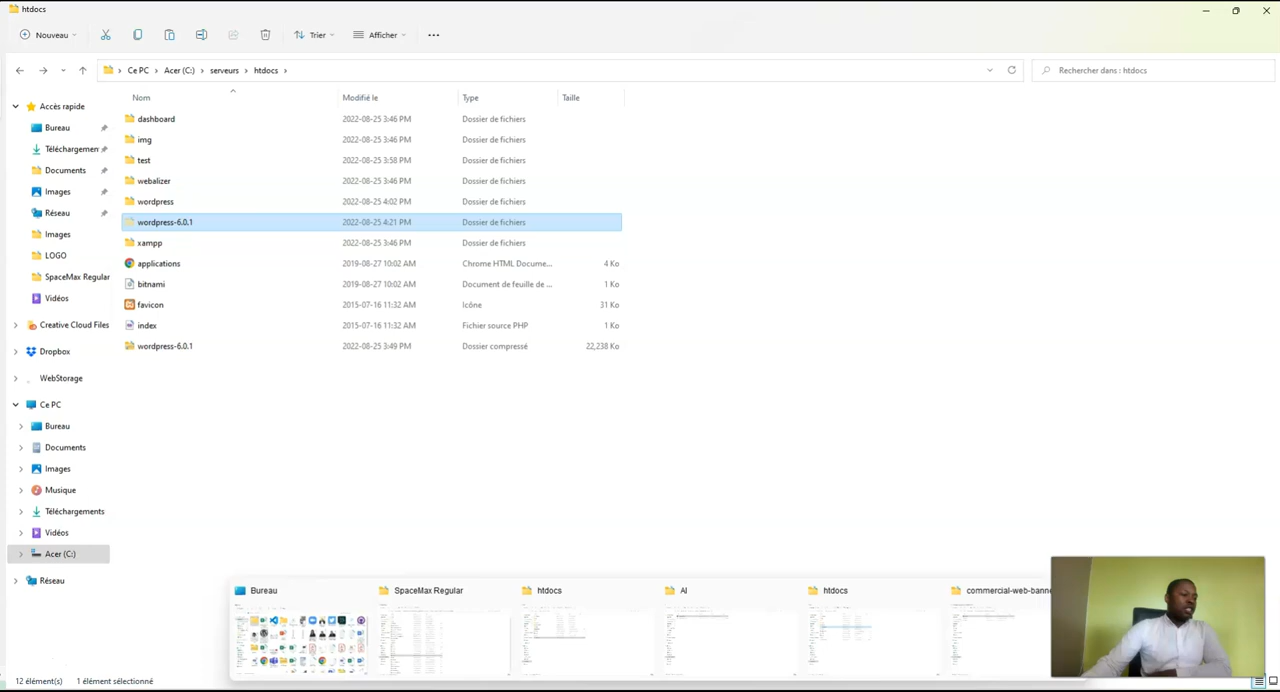 htdocs
Nouveau
Trier
Afficher
Ce PC > Acer (C:) > serveurs > htdocs >
Rechercher dans : htdocs
Nom Modifié le Type Taille
dashboard 2022-08-25 3:46 PM Dossier de fichiers
img 2022-08-25 3:46 PM Dossier de fichiers
test 2022-08-25 3:58 PM Dossier de fichiers
webalizer 2022-08-25 3:46 PM Dossier de fichiers
wordpress 2022-08-25 4:02 PM Dossier de fichiers
wordpress-6.0.1 2022-08-25 4:21 PM Dossier de fichiers
xampp 2022-08-25 3:46 PM Dossier de fichiers
applications 2019-08-27 10:02 AM Chrome HTML Docume... 4 Ko
bitnami 2019-08-27 10:02 AM Document de feuille de ... 1 Ko
favicon 2015-07-16 11:32 AM Icône 31 Ko
index 2015-07-16 11:32 AM Fichier source PHP 1 Ko
wordpress-6.0.1 2022-08-25 3:49 PM Dossier compressé 22,238 Ko
Accès rapide
Bureau
Téléchargemen
Documents
Images
Réseau
Images
LOGO
SpaceMax Regular
Vidéos
Creative Cloud Files
Dropbox
WebStorage
Ce PC
Bureau
Documents
Images
Musique
Téléchargements
Vidéos
Acer (C:)
Réseau
Bureau
SpaceMax Regular
htdocs
AI
htdocs
commercial-web-banne
12 élément(s) 1 élément sélectionné